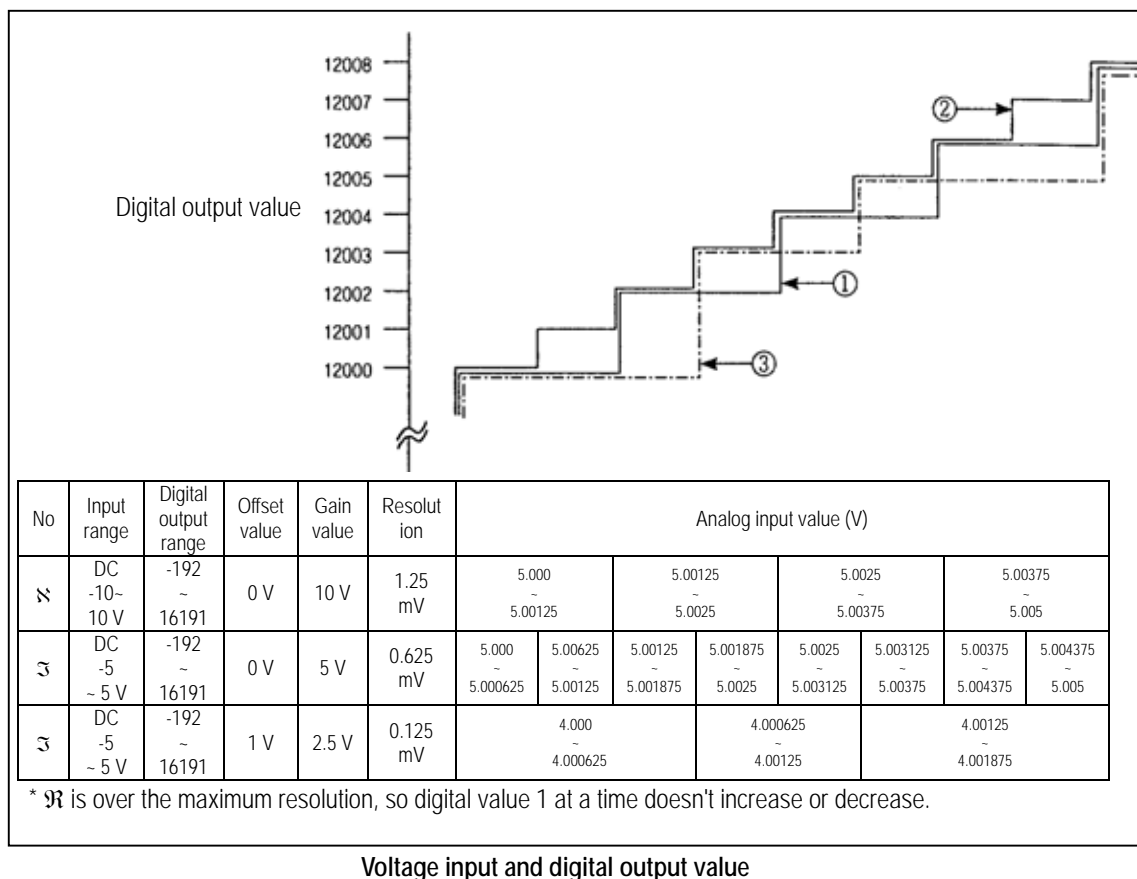 12008
12007
②
12006
12005
Digital output value
12004
12003
①
12002
12001
③
12000
No
Input range
Digital output range
Offset value
Gain value
Resolut ion
Analog input value (V)
ℵ
DC -10~ 10 V
-192 ~ 16191
0 V
10 V
1.25 mV
5.000 ~ 5.00125
5.00125 ~ 5.0025
5.0025 ~ 5.00375
5.00375 ~ 5.005
ℑ
DC -5 ~ 5 V
-192 ~ 16191
0 V
5 V
0.625 mV
5.000 ~ 5.000625
5.00625 ~ 5.00125
5.00125 ~ 5.001875
5.001875 ~ 5.0025
5.0025 ~ 5.003125
5.003125 ~ 5.00375
5.00375 ~ 5.004375
5.004375 ~ 5.005
ℑ
DC -5 ~ 5 V
-192 ~ 16191
1 V
2.5 V
0.125 mV
4.000 ~ 4.000625
4.000625 ~ 4.00125
4.00125 ~ 4.001875
* ℜ is over the maximum resolution, so digital value 1 at a time doesn't increase or decrease.
Voltage input and digital output value